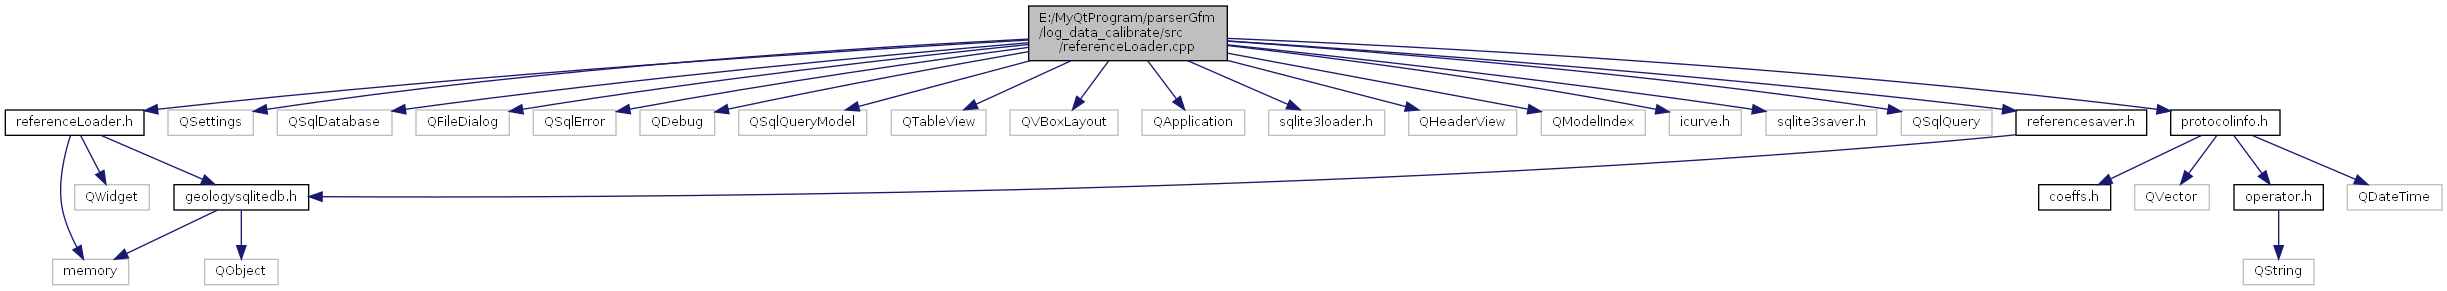 E:/MyQtProgram/parserGfm
/log_data_calibrate/src
/referenceLoader.cpp
referenceLoader.h
QSettings
QSqlDatabase
QFileDialog
QSqlError
QDebug
QSqlQueryModel
QTableView
QVBoxLayout
QApplication
sqlite3loader.h
QHeaderView
QModelIndex
icurve.h
sqlite3saver.h
QSqlQuery
referencesaver.h
protocolinfo.h
QWidget
geologysqlitedb.h
coeffs.h
QVector
operator.h
QDateTime
memory
QObject
QString